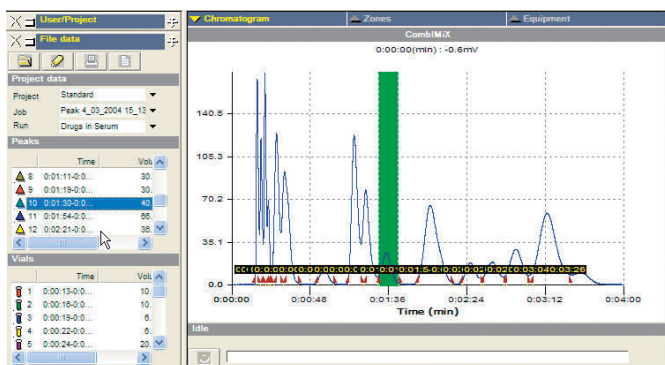 User/Project
File data
Project data
Project Standard
Job Peak 4_03_2004 15_13
Run Drugs in Serum
Peaks
Time Volu
8 0:01:11-0:0... 30.
9 0:01:19-0:0... 30.
10 0:01:30-0:0... 40.
11 0:01:54-0:0... 66.
12 0:02:21-0:0... 36.
Vials
Time Volu
1 0:00:13-0:0... 10.
2 0:00:16-0:0... 10.
3 0:00:19-0:0... 6.
4 0:00:22-0:0... 6.
5 0:00:24-0:0... 20.
Chromatogram Zones Equipment
CombiMiX
0:00:00(min) : -0.6mV
140.5
105.3
70.2
35.1
0.0
0:00:00 0:00:48 0:01:36 0:02:24 0:03:12 0:04:00
Time (min)
Idle